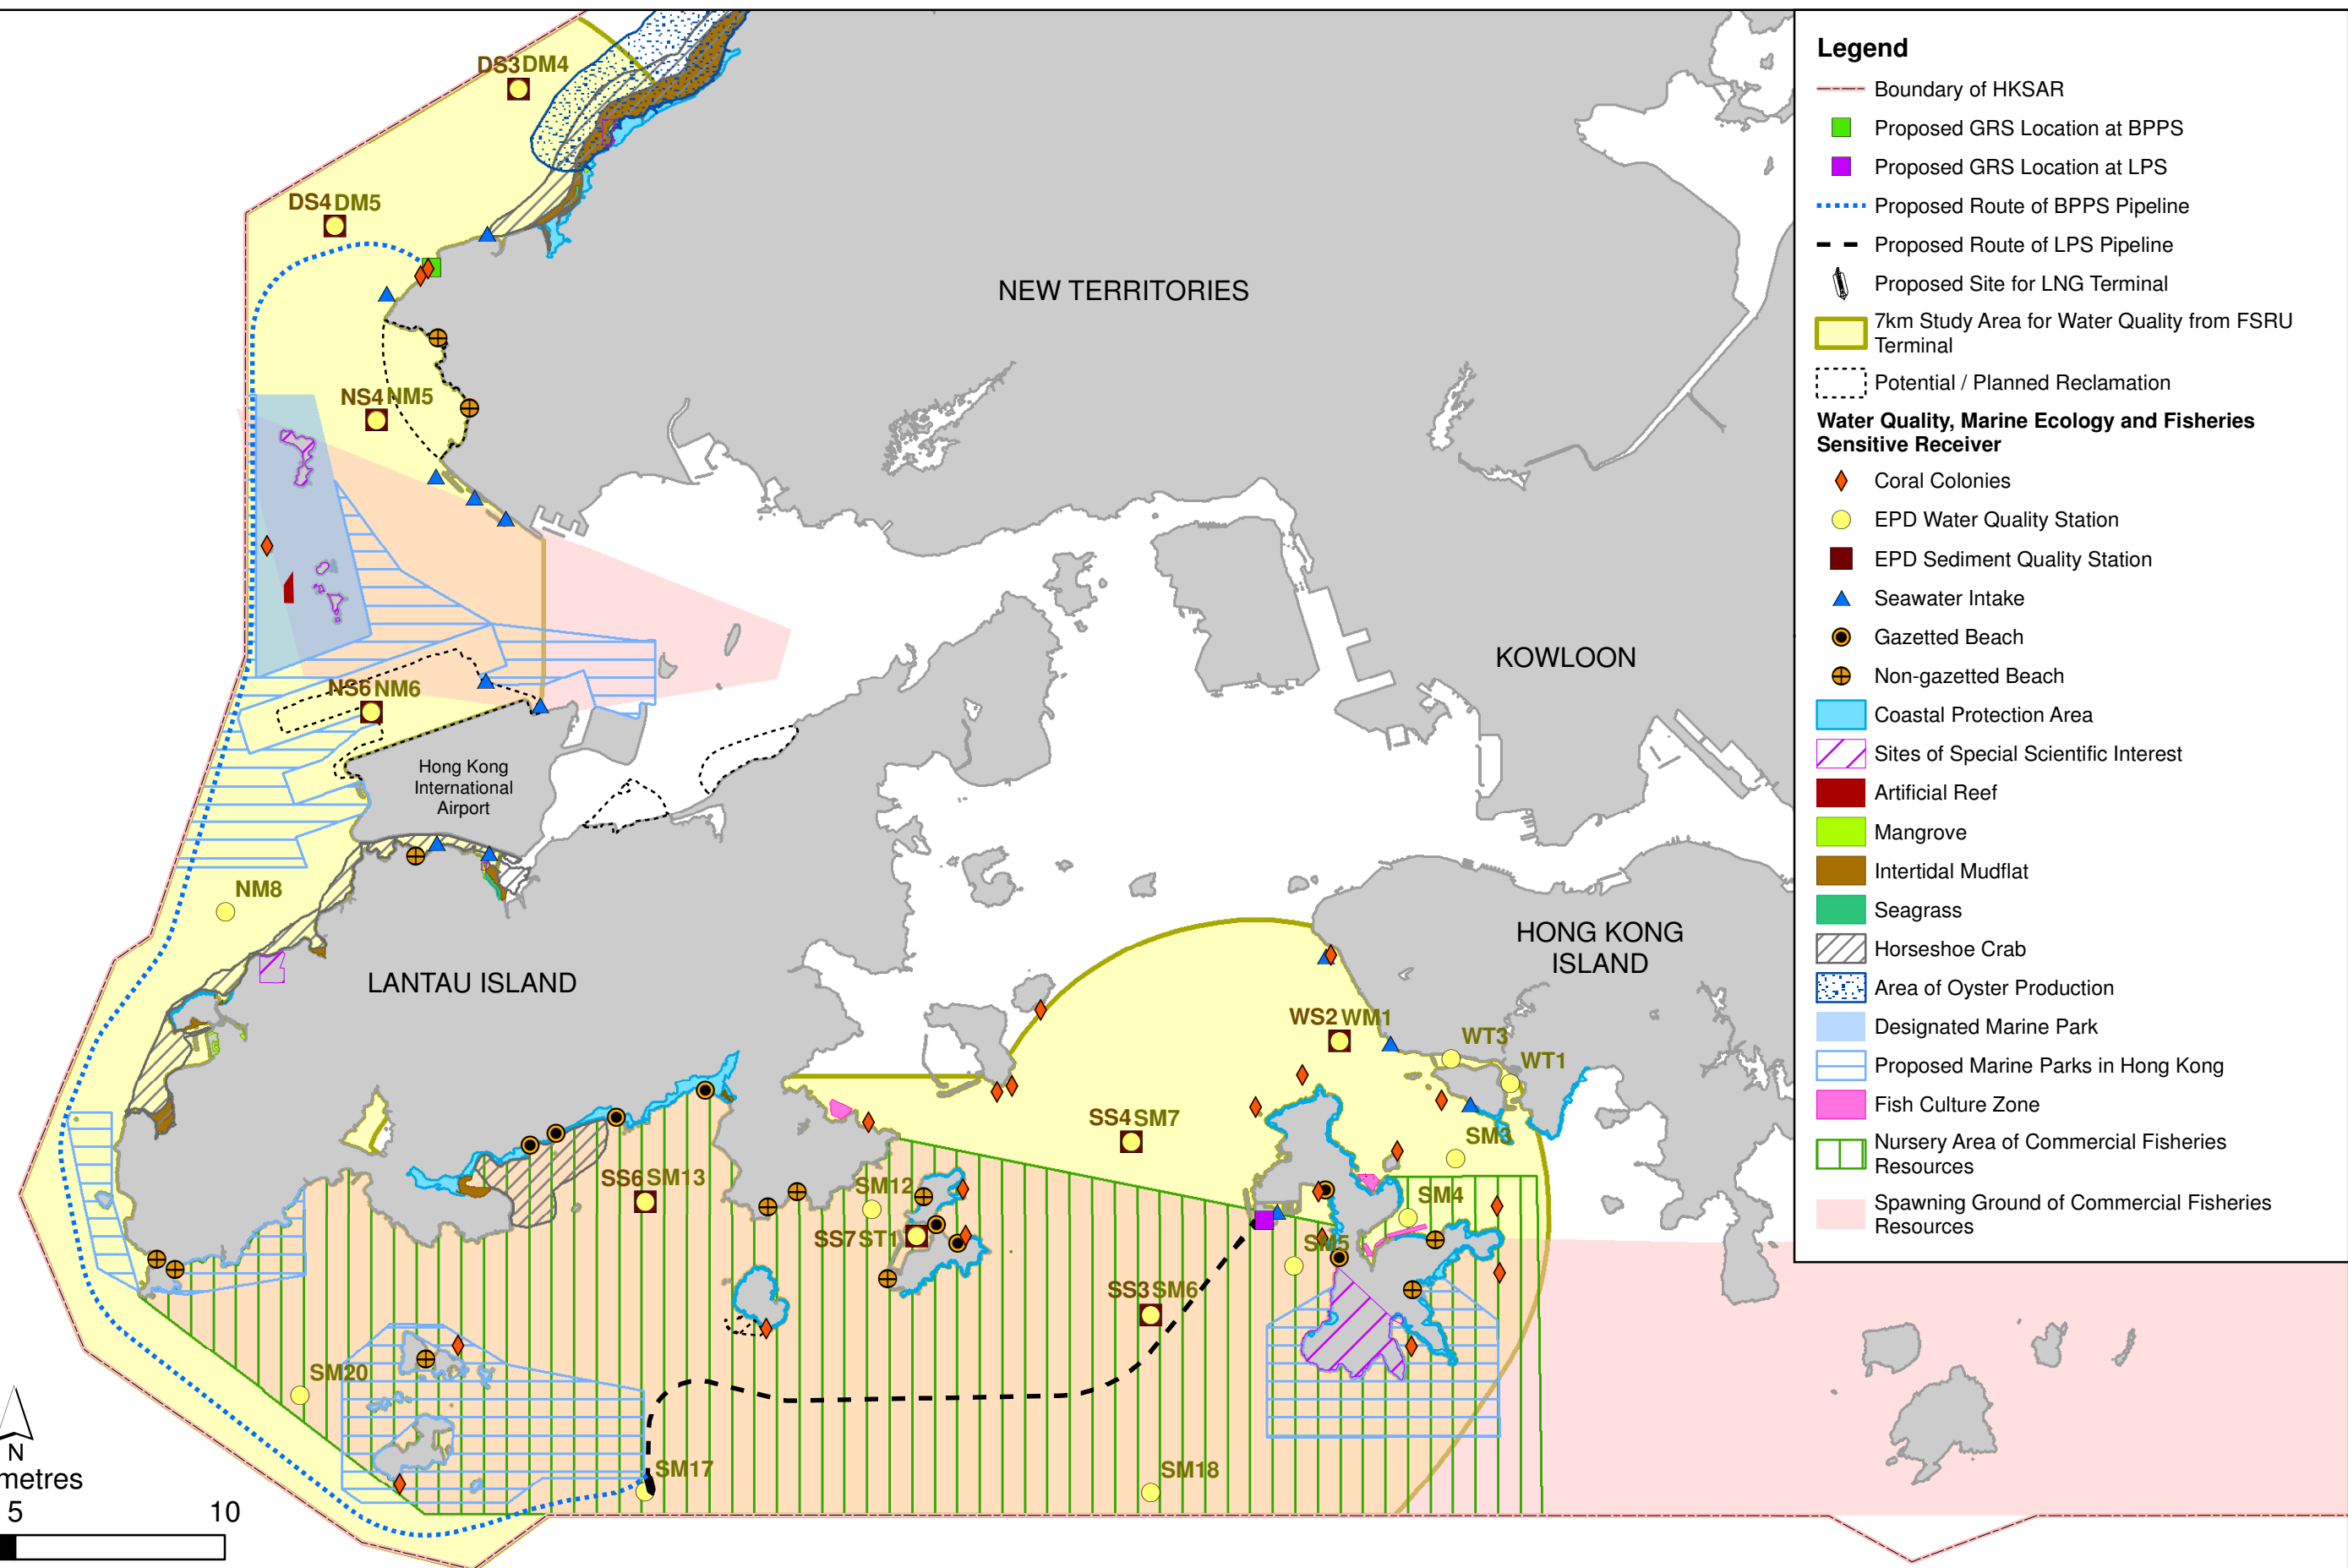 DS3 DM4
DS4 DM5
NEW TERRITORIES
NS4 NM5
KOWLOON
NS6 NM6
Hong Kong
International
Airport
NM8
HONG KONG
ISLAND
LANTAU ISLAND
WS2 WM1
WT3
WT1
SS4 SM7
SM3
SS6 SM13
SM12
SM4
SS7 ST1
SM5
SS3 SM6
SM20
SM17
SM18
N
metres
5 10
Legend
Boundary of HKSAR
Proposed GRS Location at BPPS
Proposed GRS Location at LPS
Proposed Route of BPPS Pipeline
Proposed Route of LPS Pipeline
Proposed Site for LNG Terminal
7km Study Area for Water Quality from FSRU
Terminal
Potential / Planned Reclamation
Water Quality, Marine Ecology and Fisheries
Sensitive Receiver
Coral Colonies
EPD Water Quality Station
EPD Sediment Quality Station
Seawater Intake
Gazetted Beach
Non-gazetted Beach
Coastal Protection Area
Sites of Special Scientific Interest
Artificial Reef
Mangrove
Intertidal Mudflat
Seagrass
Horseshoe Crab
Area of Oyster Production
Designated Marine Park
Proposed Marine Parks in Hong Kong
Fish Culture Zone
Nursery Area of Commercial Fisheries
Resources
Spawning Ground of Commercial Fisheries
Resources